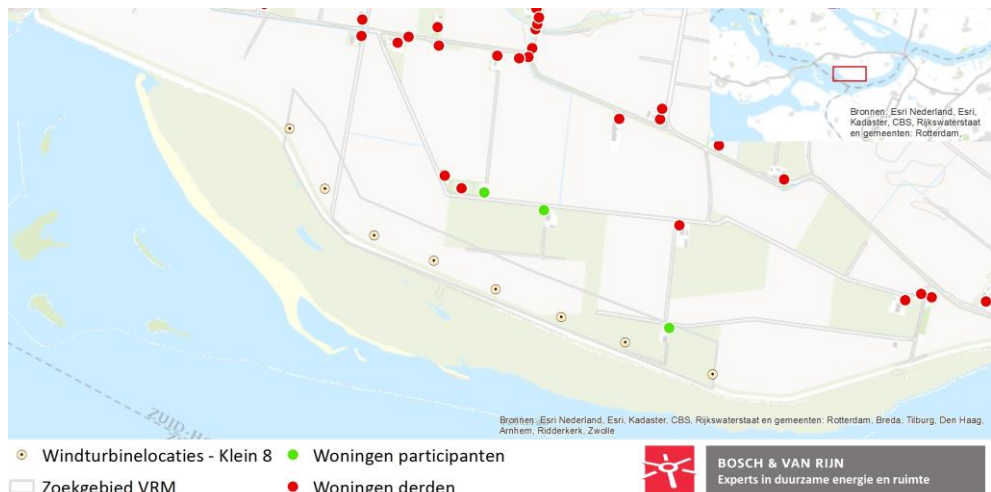 Bronnen: Esri Nederland, Esri,
Kadaster, CBS, Rijkswaterstaat
en gemeenten: Rotterdam,
ZUID-H
Bronnen: Esri Nederland, Esri, Kadaster, CBS, Rijkswaterstaat en gemeenten: Rotterdam, Breda, Tilburg, Den Haag,
Arnhem, Ridderkerk, Zwolle
Windturbinelocaties - Klein 8
Woningen participanten
Zoekgebied VRM
Woningen derden
BOSCH & VAN RIJN
Experts in duurzame energie en ruimte